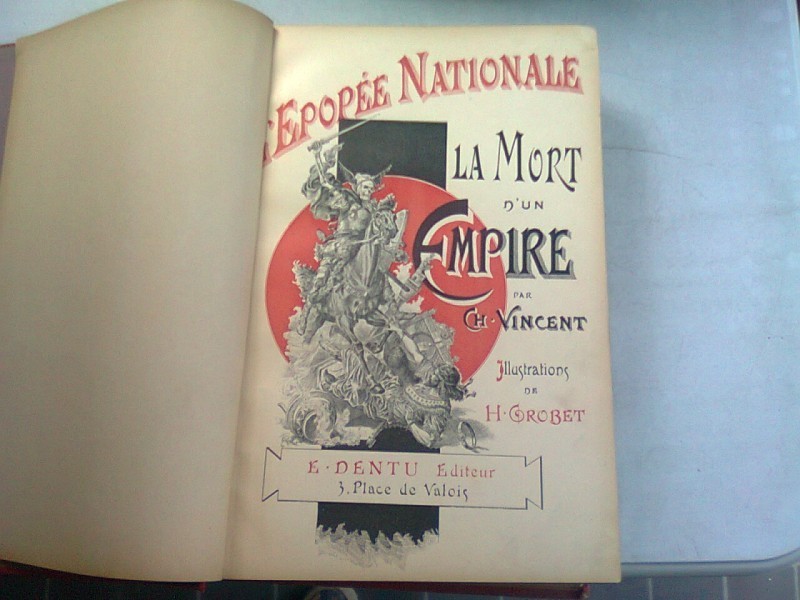 L'EPOPÉE NATIONALE
LA MORT
D'UN
EMPIRE
PAR
CH. VINCENT
Illustrations
DE
H. GROBET
E. DENTU Editeur
3, Place de Valois